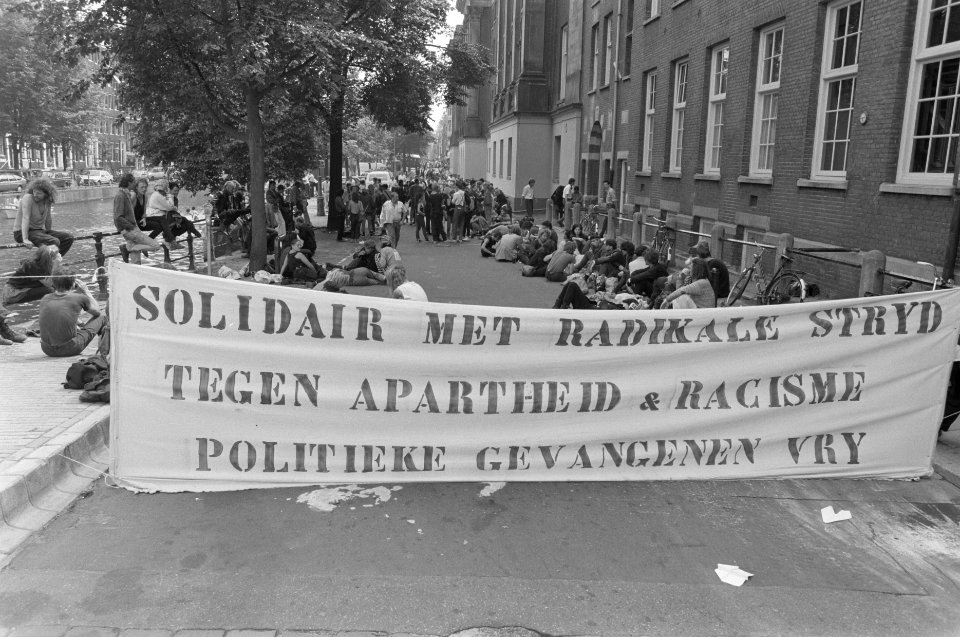 SOLIDAIR MET RADIKALE STRYD
TEGEN APARTHEID & RACISME
POLITIEKE GEVANGENEN VRY